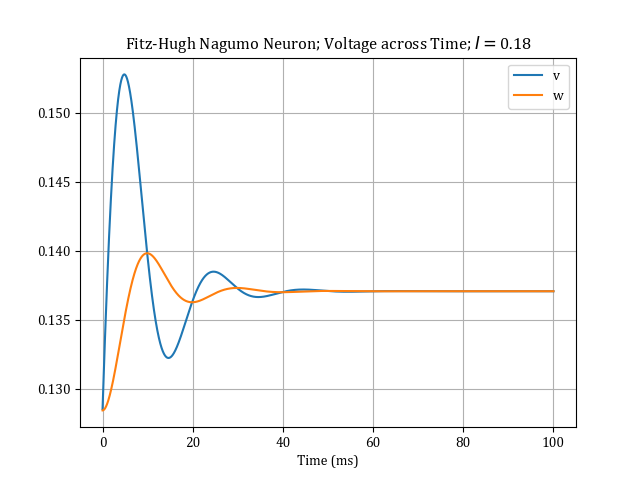 Fitz-Hugh Nagumo Neuron; Voltage across Time; I = 0.18
v
w
0.150
0.145
0.140
0.135
0.130
0 20 40 60 80 100
Time (ms)